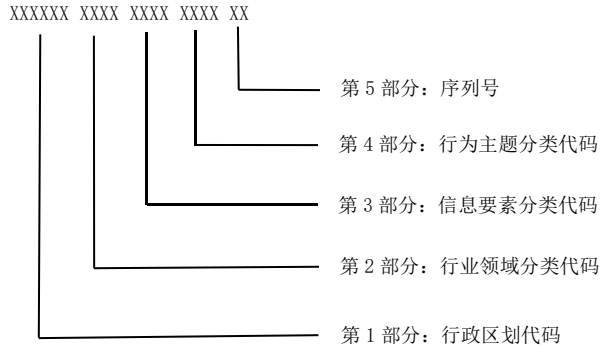 XXXXXX XXXX XXXX XXXX XX
第 5 部分：序列号
第 4 部分：行为主题分类代码
第 3 部分：信息要素分类代码
第 2 部分：行业领域分类代码
第 1 部分：行政区划代码